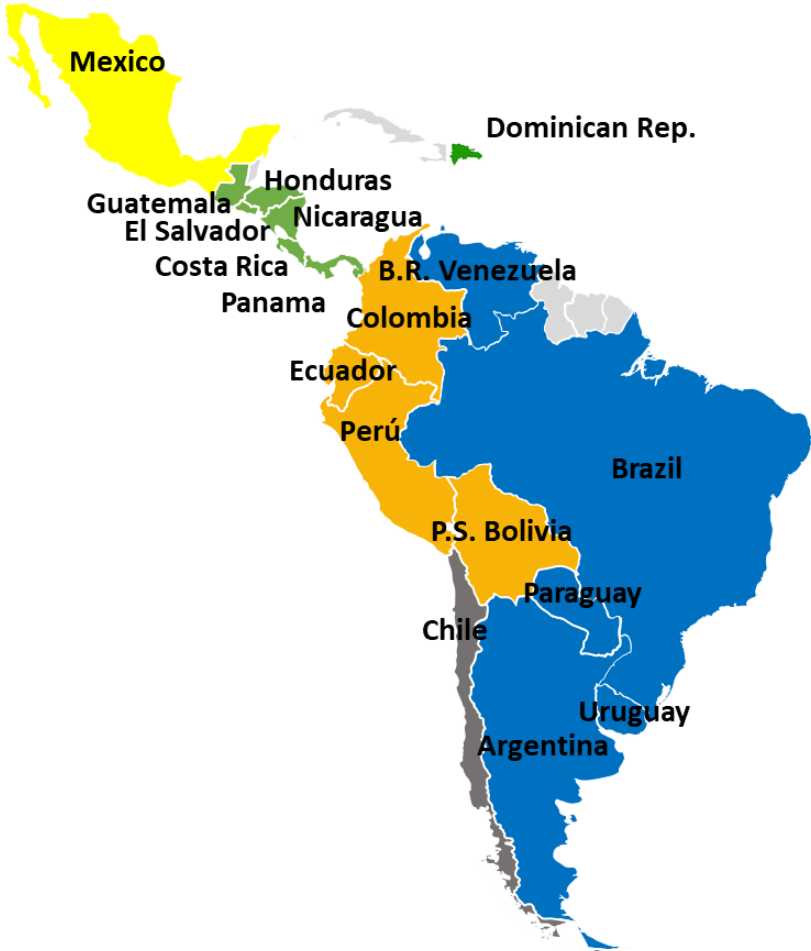 Mexico
Dominican Rep.
Honduras
Guatemala
Nicaragua
El Salvador
Costa Rica
B.R. Venezuela
Panama
Colombia
Ecuador
Perú
Brazil
P.S. Bolivia
Paraguay
Chile
Uruguay
Argentina